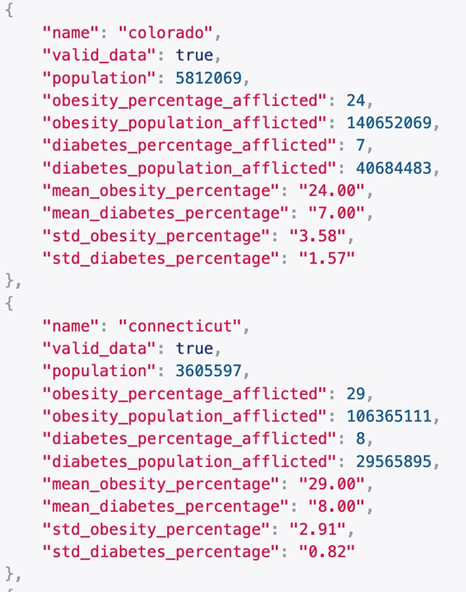 {
"name": "colorado",
"valid_data": true,
"population": 5812069,
"obesity_percentage_afflicted": 24,
"obesity_population_afflicted": 140652069,
"diabetes_percentage_afflicted": 7,
"diabetes_population_afflicted": 40684483,
"mean_obesity_percentage": "24.00",
"mean_diabetes_percentage": "7.00",
"std_obesity_percentage": "3.58",
"std_diabetes_percentage": "1.57"
},
{
"name": "connecticut",
"valid_data": true,
"population": 3605597,
"obesity_percentage_afflicted": 29,
"obesity_population_afflicted": 106365111,
"diabetes_percentage_afflicted": 8,
"diabetes_population_afflicted": 29565895,
"mean_obesity_percentage": "29.00",
"mean_diabetes_percentage": "8.00",
"std_obesity_percentage": "2.91",
"std_diabetes_percentage": "0.82"
},